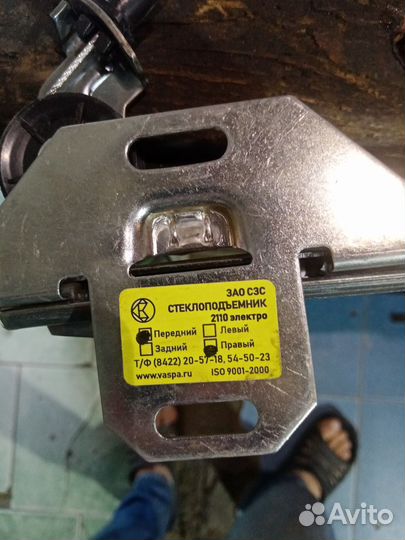 ЗАО СЗС
СТЕКЛОПОДЪЕМНИК
2110 электро
Передний Левый
Задний Правый
Т/Ф (8422) 20-57-18, 54-50-23
www.vaspa.ru ISO 9001-2000
Avito